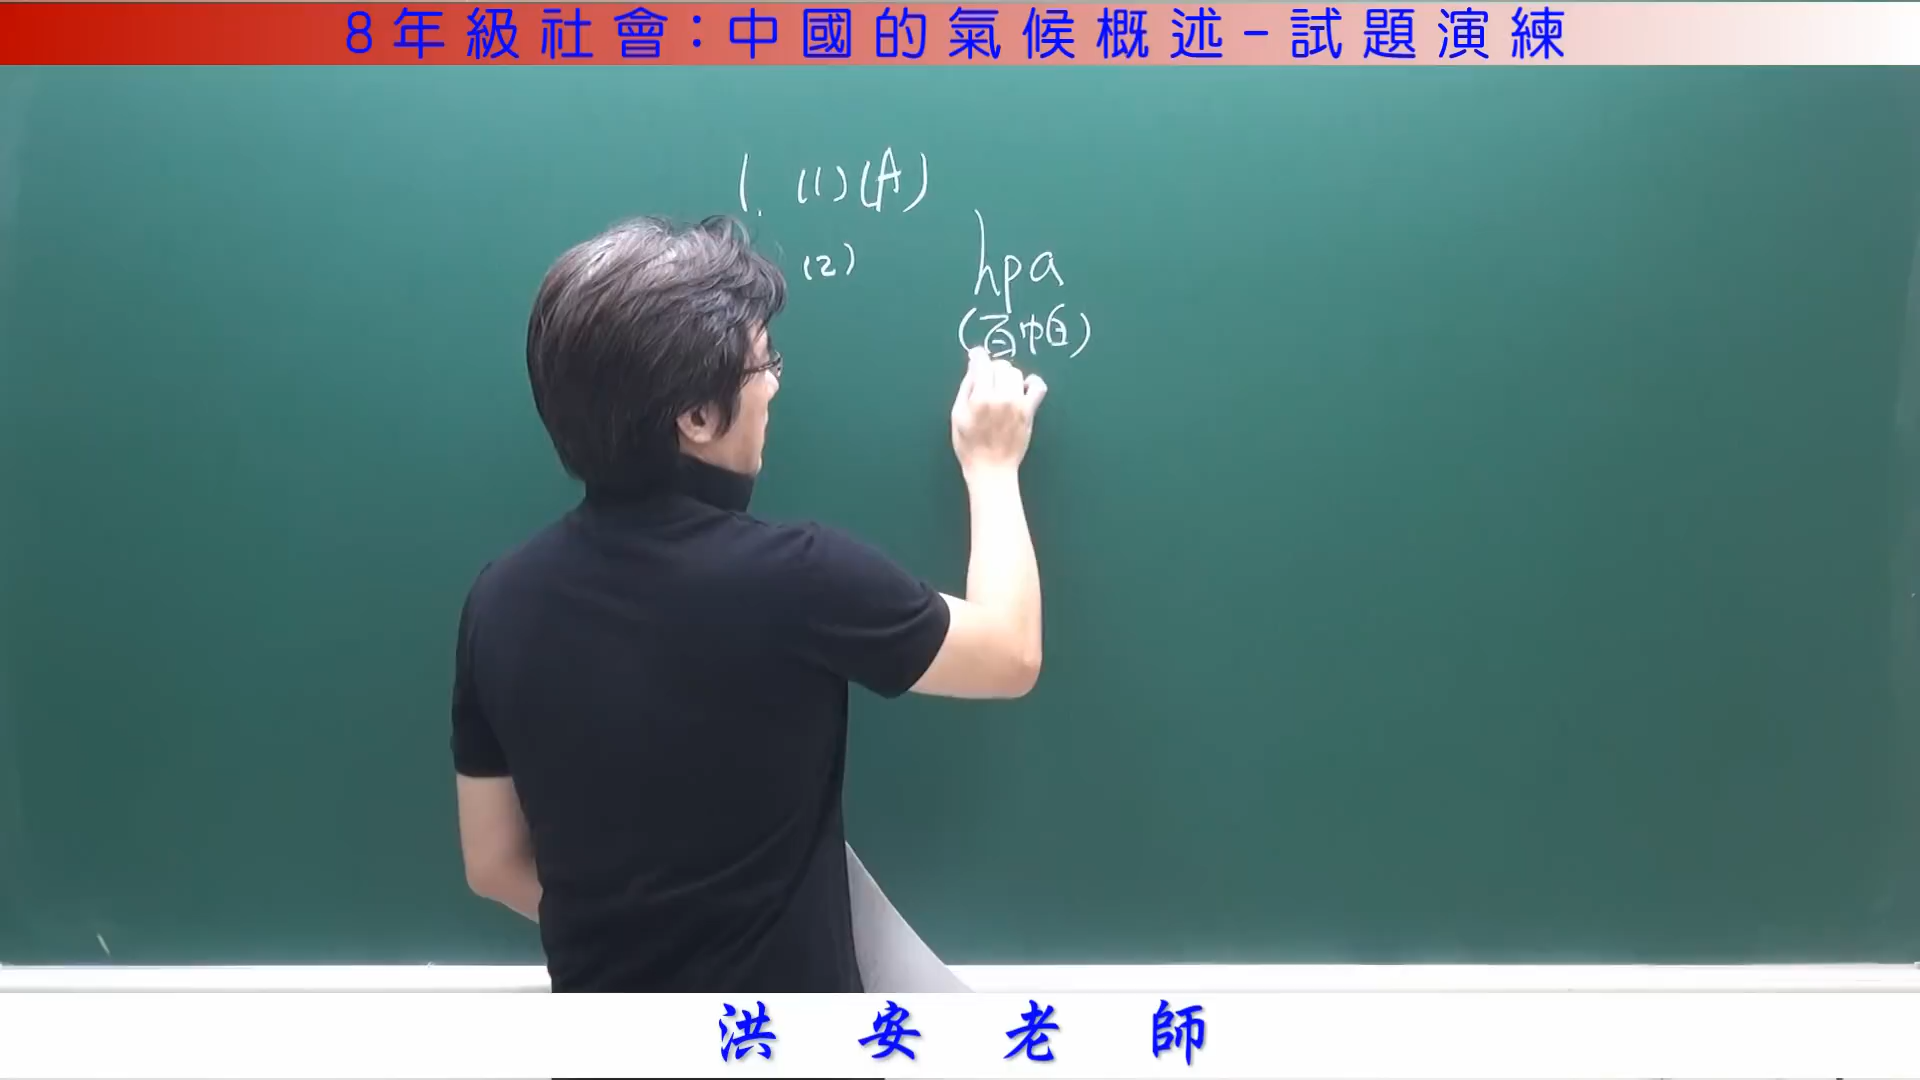 8年級社會:中國的氣候概述-試題演練
1. (1)(A)
(2)
hpa
(百帕)
洪安老師